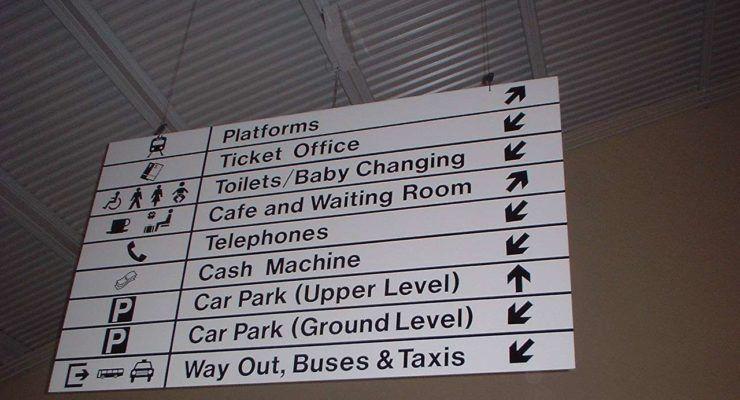 Platforms
Ticket Office
Toilets/Baby Changing
Cafe and Waiting Room
Telephones
Cash Machine
P Car Park (Upper Level)
P Car Park (Ground Level)
Way Out, Buses & Taxis